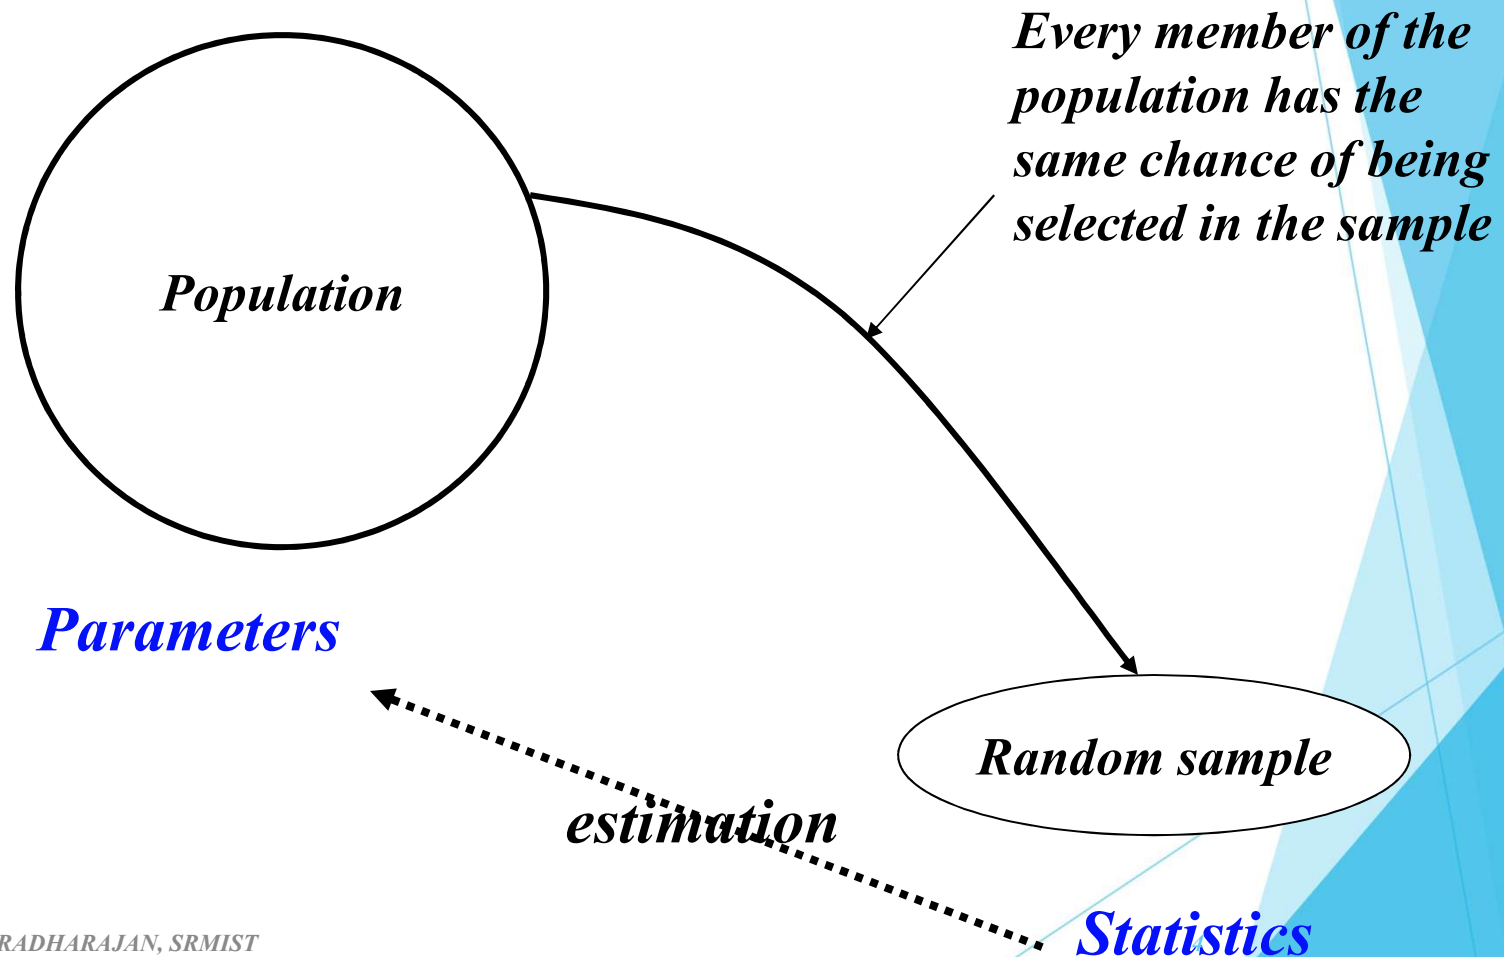 Every member of the
population has the
same chance of being
selected in the sample
Population
Parameters
Random sample
estimation
Statistics
RADHARAJAN, SRMIST